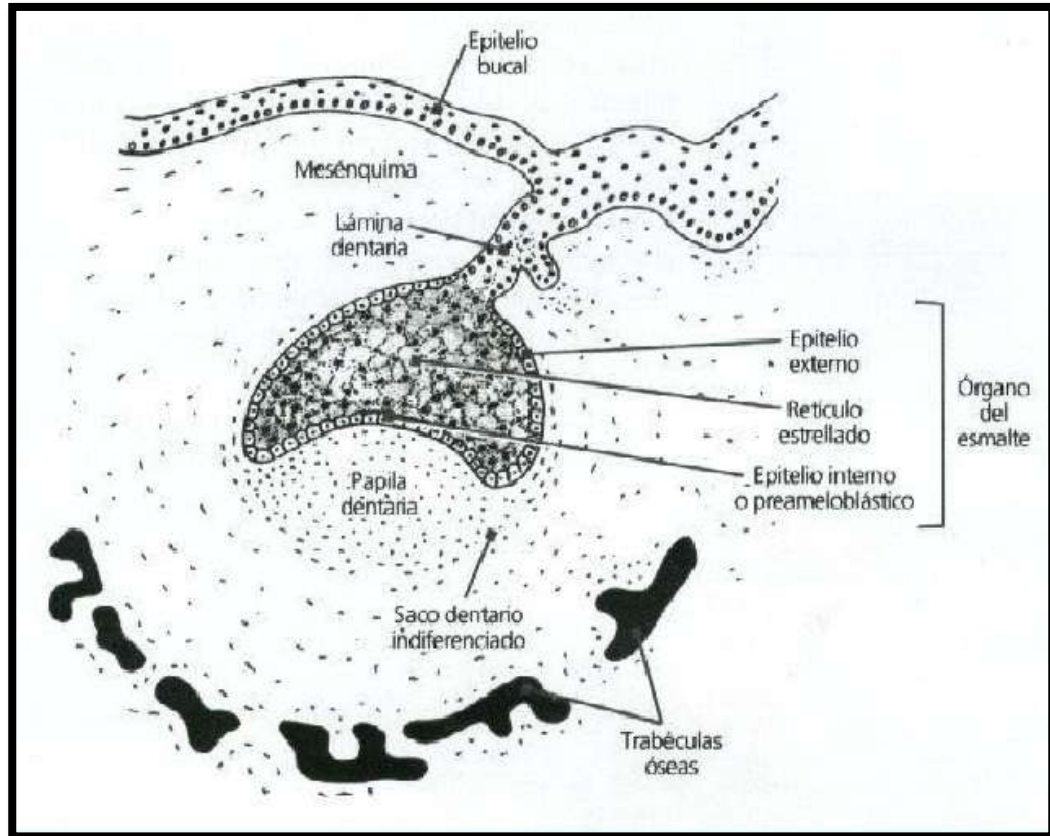 Epitelio
bucal
Mesénquima
Lámina
dentaria
Epitelio
externo
Retículo
estrellado
Órgano
del
esmalte
Epitelio interno
o preameloblástico
Papila
dentaria
Saco dentario
indiferenciado
Trabéculas
óseas